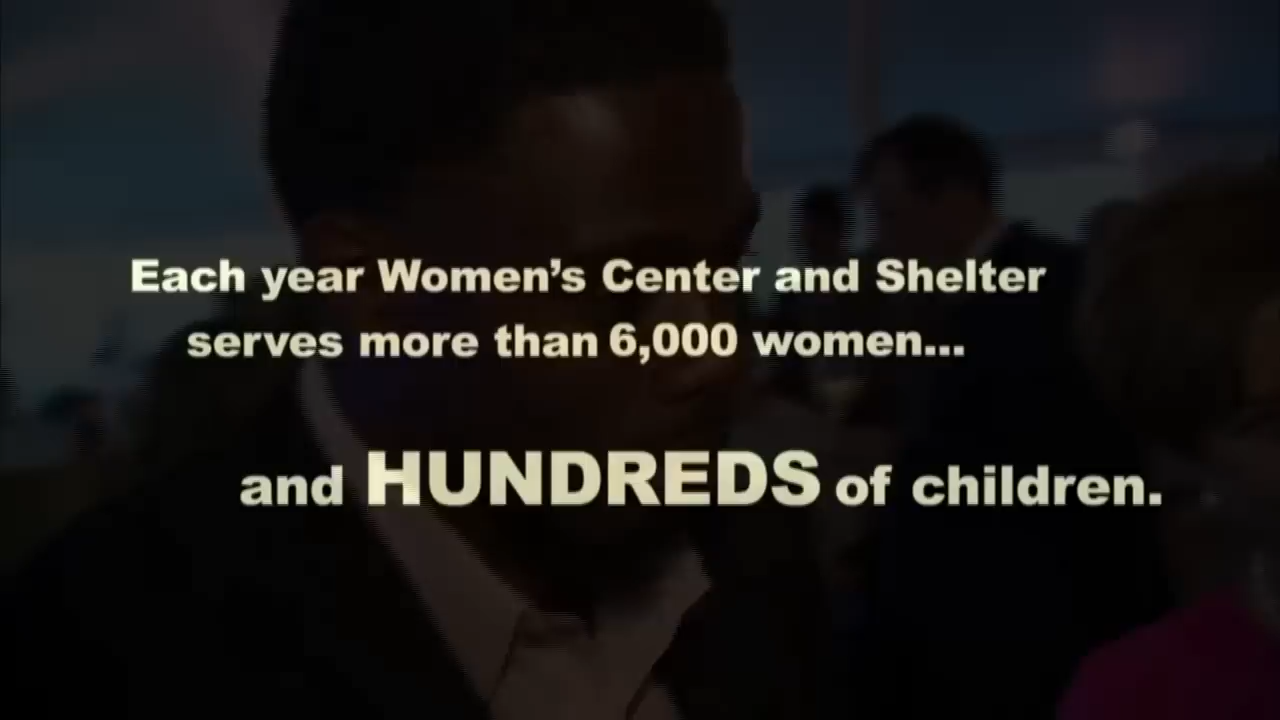 Each year Women’s Center and Shelter
serves more than 6,000 women...
and HUNDREDS of children.